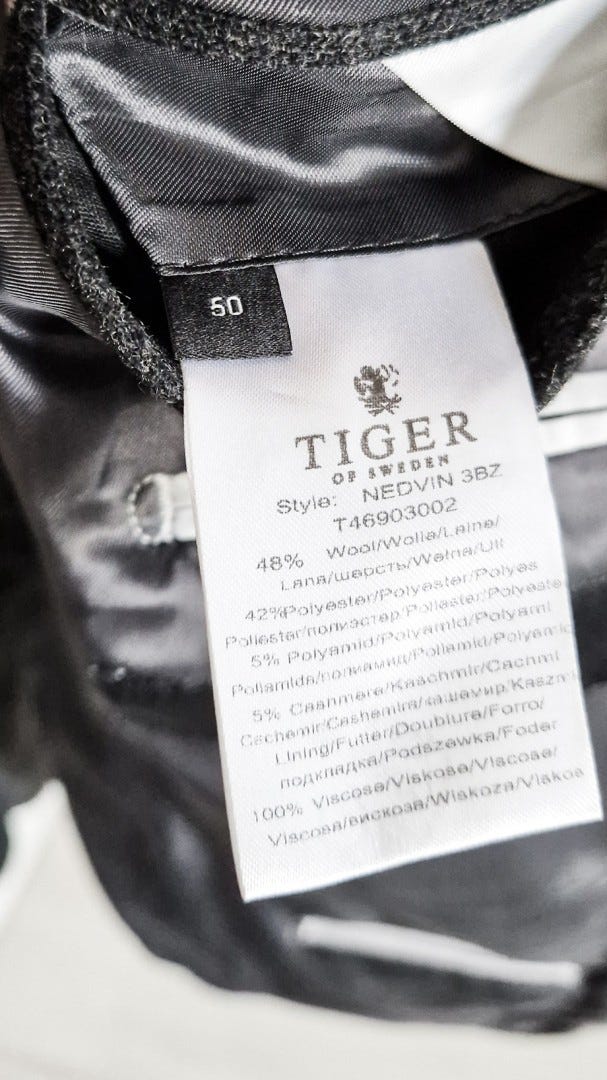 50
TIGER
OF SWEDEN
Style: NEDVIN 3BZ
T46903002
48% Wool/Wolle/Laine/
Lana/шерсть/Wełna/Ull
42%Polyester/Polyester/Polyes
Poliester/полиэстер/Poliester/Polyeste
5% Polyamid/Polyamid/Polyami
Poliamida/полиамид/Poliamid/Polyamic
5% Cashmere/Kaschmir/Cachmi
Cachemir/Cashemira/кашемир/Kaszm
Lining/Futter/Doublure/Forro/
подкладка/Podszewka/Foder
100% Viscose/Viskose/Viscose/
Viscosa/вискоза/Wiskoza/Viskos